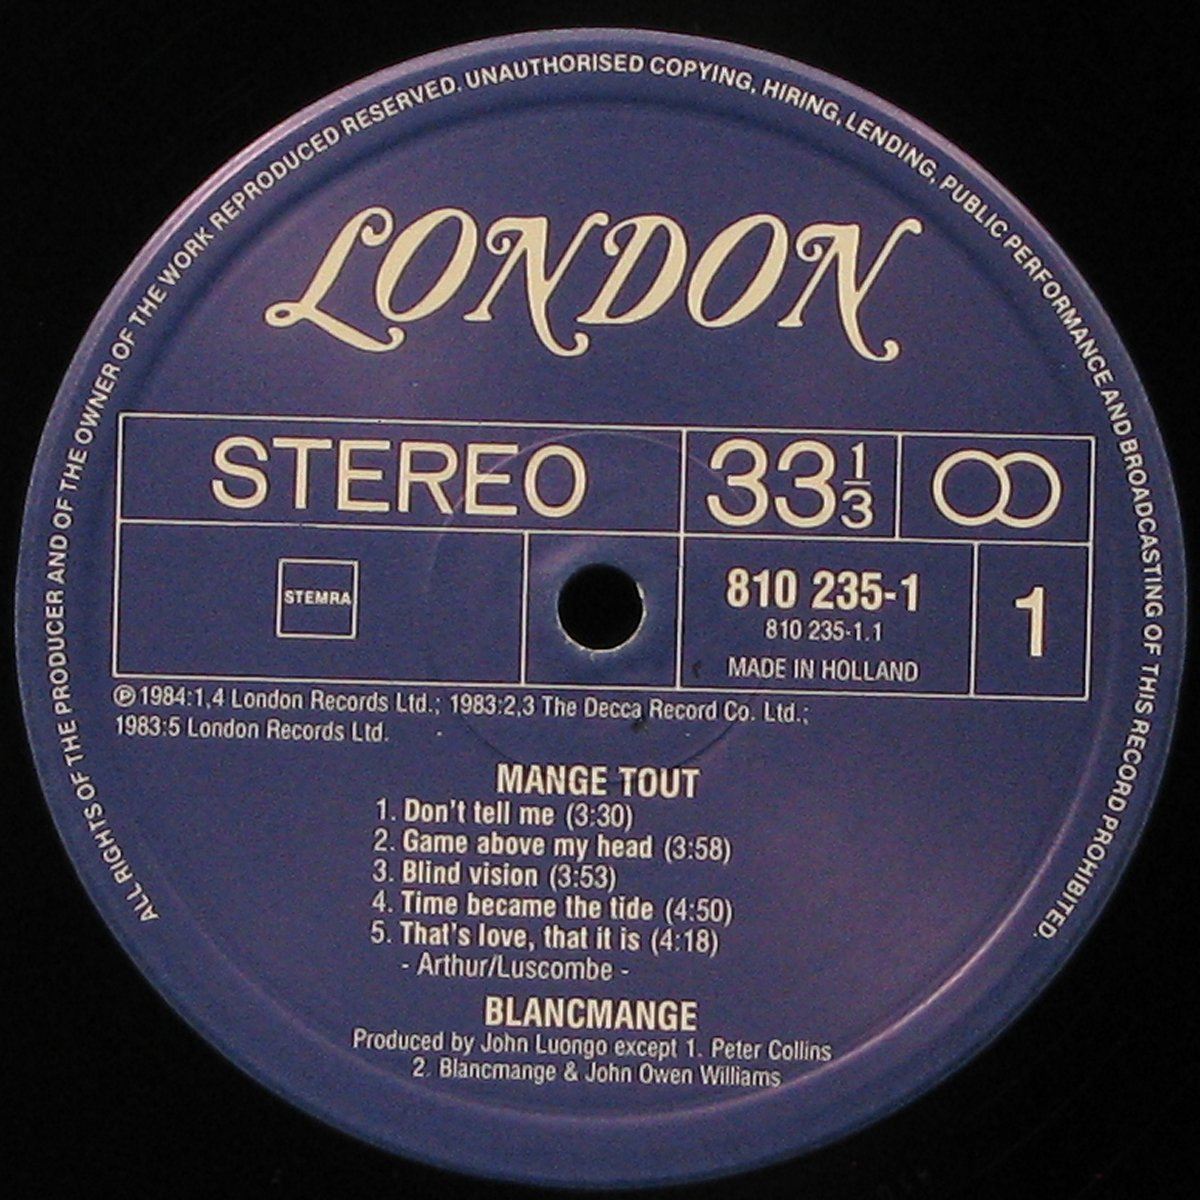 ALL RIGHTS OF THE PRODUCER AND OF THE OWNER OF THE WORK REPRODUCED RESERVED. UNAUTHORISED COPYING, HIRING, LENDING, PUBLIC PERFORMANCE AND BROADCASTING OF THIS RECORD PROHIBITED.
LONDON
STEREO 33 1/3
STEMRA
810 235-1
810 235-1.1
MADE IN HOLLAND
1
℗ 1984:1,4 London Records Ltd.; 1983:2,3 The Decca Record Co. Ltd.;
1983:5 London Records Ltd.
MANGE TOUT
1. Don't tell me (3:30)
2. Game above my head (3:58)
3. Blind vision (3:53)
4. Time became the tide (4:50)
5. That's love, that it is (4:18)
- Arthur/Luscombe -
BLANCMANGE
Produced by John Luongo except 1. Peter Collins
2. Blancmange & John Owen Williams